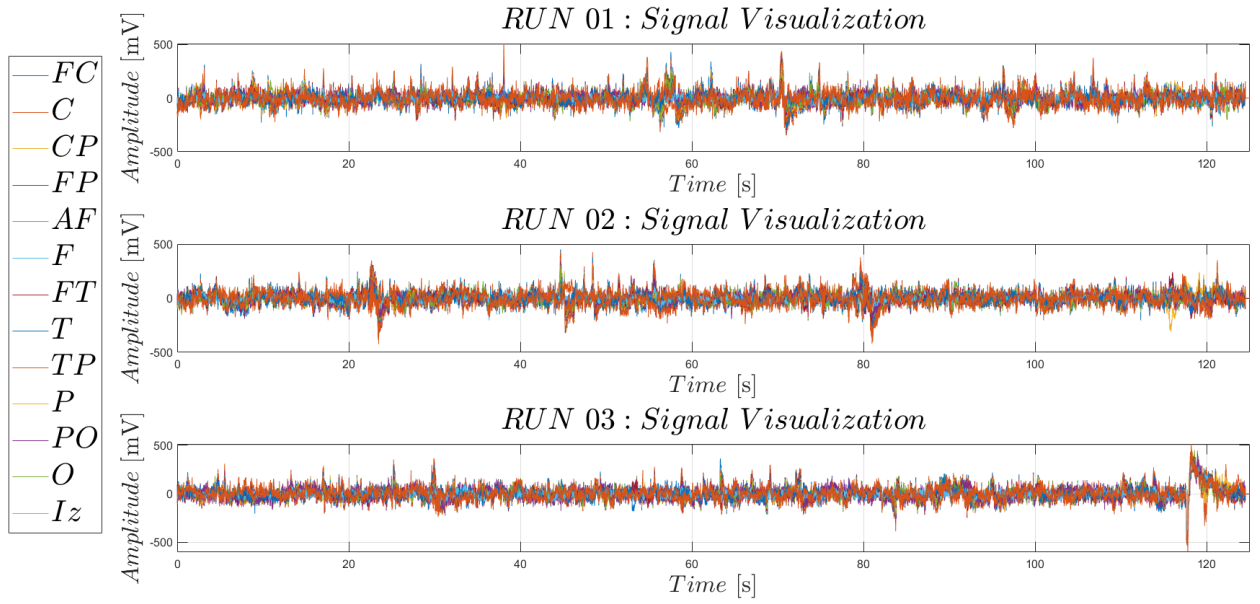 FC
C
CP
FP
AF
F
FT
T
TP
P
PO
O
Iz
RUN 01 : Signal Visualization
Amplitude [mV]
500
0
-500
0 20 40 60 80 100 120
Time [s]
RUN 02 : Signal Visualization
Amplitude [mV]
500
0
-500
0 20 40 60 80 100 120
Time [s]
RUN 03 : Signal Visualization
Amplitude [mV]
500
0
-500
0 20 40 60 80 100 120
Time [s]